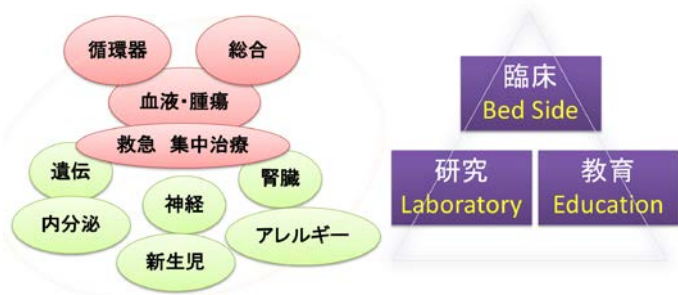 循環器
総合
血液・腫瘍
救急 集中治療
遺伝
腎臓
神経
内分泌
アレルギー
新生児
臨床
Bed Side
研究
Laboratory
教育
Education